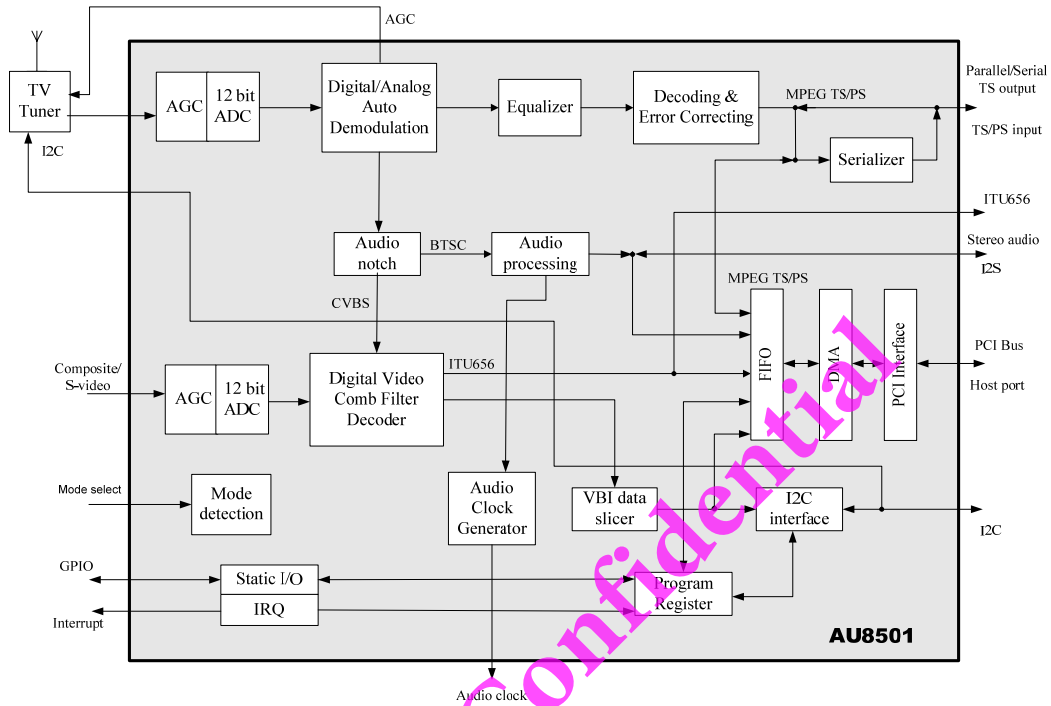 AGC
TV
Tuner
AGC
12 bit
ADC
Digital/Analog
Auto
Demodulation
Equalizer
Decoding &
Error Correcting
MPEG TS/PS
Parallel/Serial
TS output
TS/PS input
I2C
Serializer
ITU656
Audio
notch
BTSC
Audio
processing
Stereo audio
I2S
CVBS
MPEG TS/PS
Composite/
S-video
AGC
12 bit
ADC
Digital Video
Comb Filter
Decoder
ITU656
FIFO
DMA
PCI Interface
PCI Bus
Host port
Mode select
Mode
detection
Audio
Clock
Generator
VBI data
slicer
I2C
interface
I2C
GPIO
Static I/O
IRQ
Interrupt
Program
Register
AU8501
Audio clock
Confidential